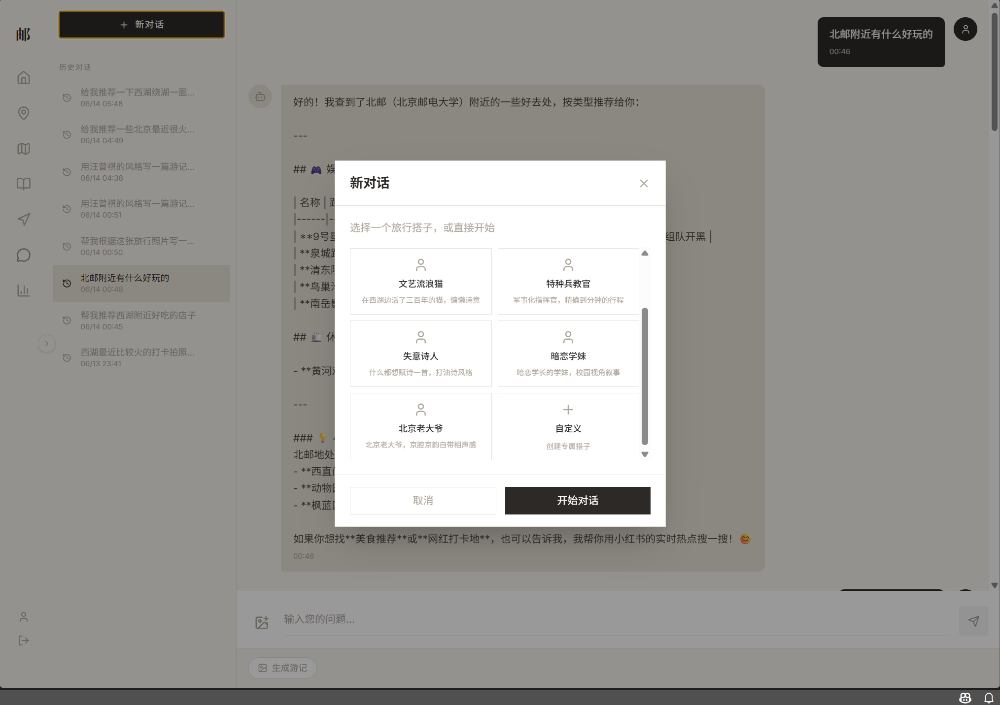 邮
新对话
历史对话
给我推荐一下西湖绕湖一圈...
06/14 05:48
给我推荐一些北京最近很火...
06/14 04:49
用汪曾祺的风格写一篇游记...
06/14 04:38
用汪曾祺的风格写一篇游记...
06/14 00:51
帮我根据这张旅行照片写一...
06/14 00:50
北邮附近有什么好玩的
06/14 00:48
帮我推荐西湖附近好吃的店子
06/14 00:45
西湖最近比较火的打卡拍照...
06/13 23:41
北邮附近有什么好玩的
00:46
好的！我查到了北邮（北京邮电大学）附近的一些好去处，按类型推荐给你：
---
## 🎮 娱
| 名称 |
|------|-
| **9号 组队开黑 |
| **泉城
| **清东
| **鸟巢
| **南岳
## ☕ 休
- **黄河
---
### 💡
北邮地处
- **西直
- **动物
- **枫蓝
如果你想找**美食推荐**或**网红打卡地**，也可以告诉我，我帮你用小红书的实时热点搜一搜！😊
00:46
新对话
选择一个旅行搭子，或直接开始
文艺流浪猫
在西湖边活了三百年的猫，慵懒诗意
特种兵教官
军事化指挥官，精确到分钟的行程
失意诗人
什么都想赋诗一首，打油诗风格
暗恋学妹
暗恋学长的学妹，校园视角叙事
北京老大爷
北京老大爷，京腔京韵自带相声感
自定义
创建专属搭子
取消
开始对话
输入您的问题...
生成游记